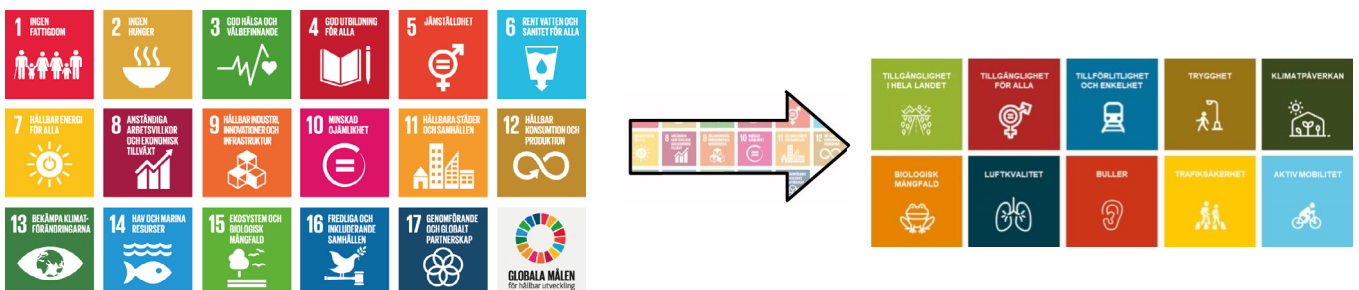 1 INGEN
FATTIGDOM
2 INGEN
HUNGER
3 GOD HÄLSA OCH
VÄLBEFINNANDE
4 GOD UTBILDNING
FÖR ALLA
5 JÄMSTÄLLDHET
6 RENT VATTEN OCH
SANITET FÖR ALLA
7 HÅLLBAR ENERGI
FÖR ALLA
8 ANSTÄNDIGA
ARBETSVILLKOR
OCH EKONOMISK
TILLVÄXT
9 HÅLLBAR INDUSTRI,
INNOVATIONER OCH
INFRASTRUKTUR
10 MINSKAD
OJÄMLIKHET
11 HÅLLBARA STÄDER
OCH SAMHÄLLEN
12 HÅLLBAR
KONSUMTION OCH
PRODUKTION
13 BEKÄMPA KLIMAT-
FÖRÄNDRINGARNA
14 HAV OCH MARINA
RESURSER
15 EKOSYSTEM OCH
BIOLOGISK
MÅNGFALD
16 FREDLIGA OCH
INKLUDERANDE
SAMHÄLLEN
17 GENOMFÖRANDE
OCH GLOBALT
PARTNERSKAP
GLOBALA MÅLEN
för hållbar utveckling
TILLGÄNGLIGHET
I HELA LANDET
TILLGÄNGLIGHET
FÖR ALLA
TILLFÖRLITLIGHET
OCH ENKELHET
TRYGGHET
KLIMATPÅVERKAN
BIOLOGISK
MÅNGFALD
LUFTKVALITET
BULLER
TRAFIKSÄKERHET
AKTIV MOBILITET